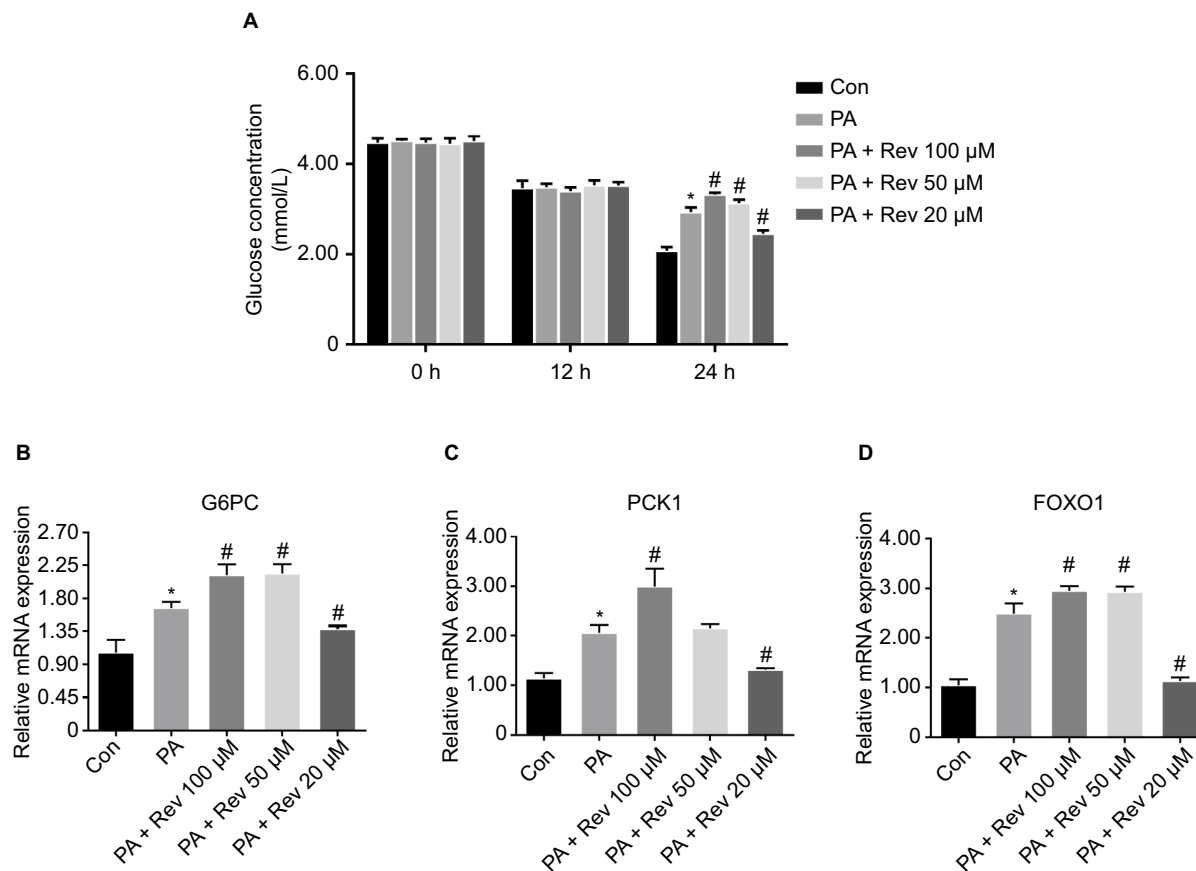 A
Glucose concentration
(mmol/L)
6.00
4.00
2.00
0
0 h
12 h
24 h
*
#
#
#
Con
PA
PA + Rev 100 µM
PA + Rev 50 µM
PA + Rev 20 µM
B
G6PC
Relative mRNA expression
2.70
2.25
1.80
1.35
0.90
0.45
0
*
#
#
#
Con
PA
PA + Rev 100 µM
PA + Rev 50 µM
PA + Rev 20 µM
C
PCK1
Relative mRNA expression
4.00
3.00
2.00
1.00
0
*
#
#
Con
PA
PA + Rev 100 µM
PA + Rev 50 µM
PA + Rev 20 µM
D
FOXO1
Relative mRNA expression
4.00
3.00
2.00
1.00
0
*
#
#
#
Con
PA
PA + Rev 100 µM
PA + Rev 50 µM
PA + Rev 20 µM